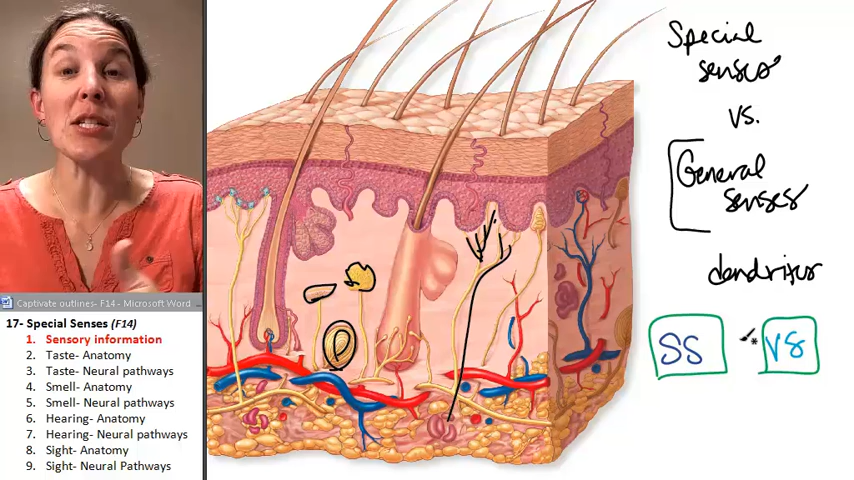 Captivate outlines- F14 - Microsoft Word
17- Special Senses (F14)
1. Sensory information
2. Taste- Anatomy
3. Taste- Neural pathways
4. Smell- Anatomy
5. Smell- Neural pathways
6. Hearing- Anatomy
7. Hearing- Neural pathways
8. Sight- Anatomy
9. Sight- Neural Pathways
Special
senses
vs.
General
senses
dendrites
SS
VS